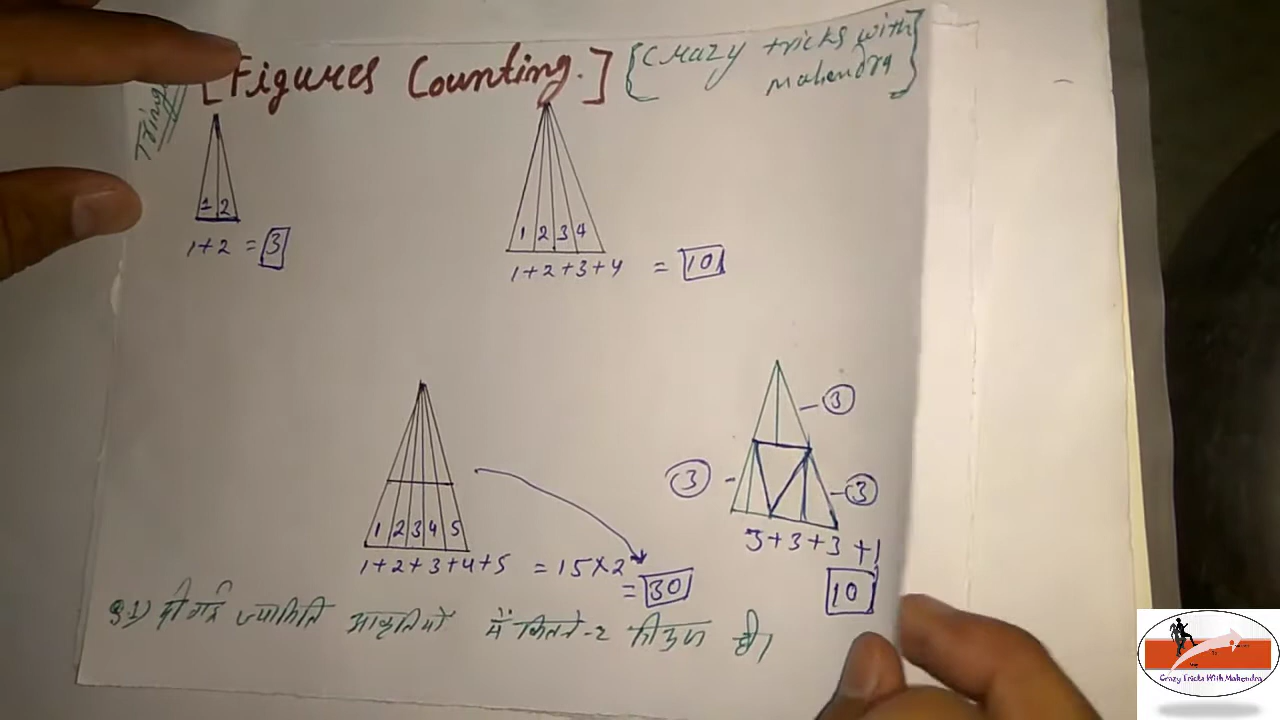 [Figures Counting.] {Crazy tricks with
Mahendra}
1 2
1+2 = 3
1 2 3 4
1+2+3+4 = 10
3
3
3
1 2 3 4 5
1+2+3+4+5 = 15×2
= 30
3+3+3+1
10
दी गई आकृतियों में कितने-2 त्रिभुज है।
Crazy Tricks With Mahendra